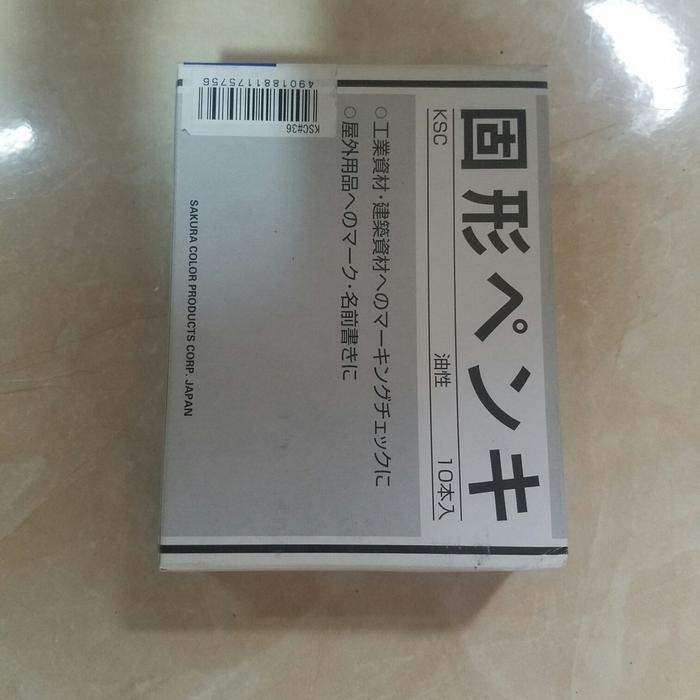 固形ペンキ
KSC 油性 10本入
○工業資材・建築資材へのマーキングチェックに
○屋外用品へのマーク・名前書きに
KSC#36
4901881175756
SAKURA COLOR PRODUCTS CORP. JAPAN